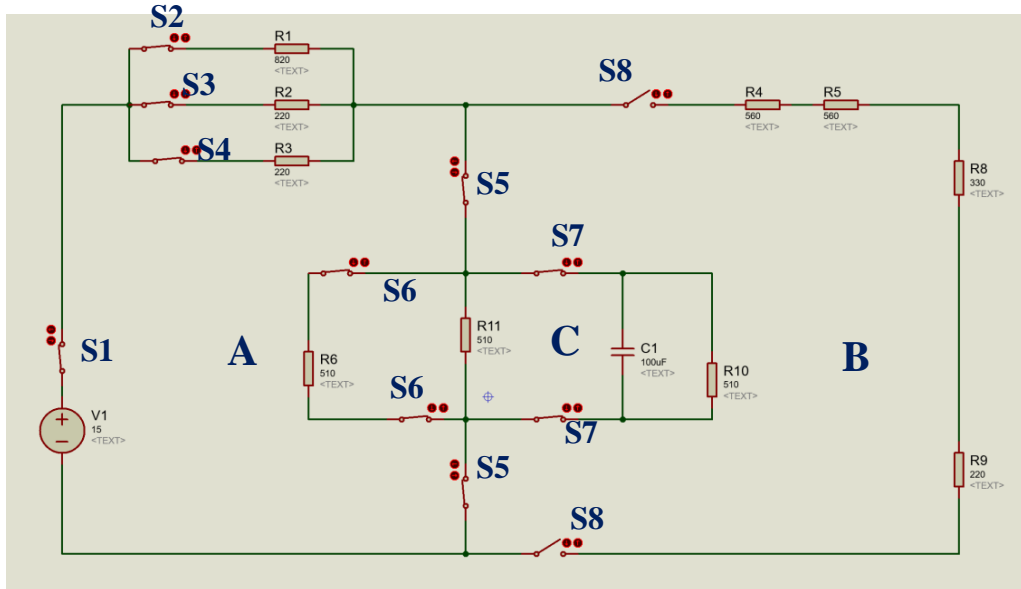 S2
R1
820
<TEXT>
S3
R2
220
<TEXT>
S4
R3
220
<TEXT>
S8
R4
560
<TEXT>
R5
560
<TEXT>
R8
330
<TEXT>
S5
S7
S6
S1
A
R11
510
<TEXT>
C
C1
100uF
<TEXT>
B
R6
510
<TEXT>
R10
510
<TEXT>
S6
V1
15
<TEXT>
S7
S5
R9
220
<TEXT>
S8